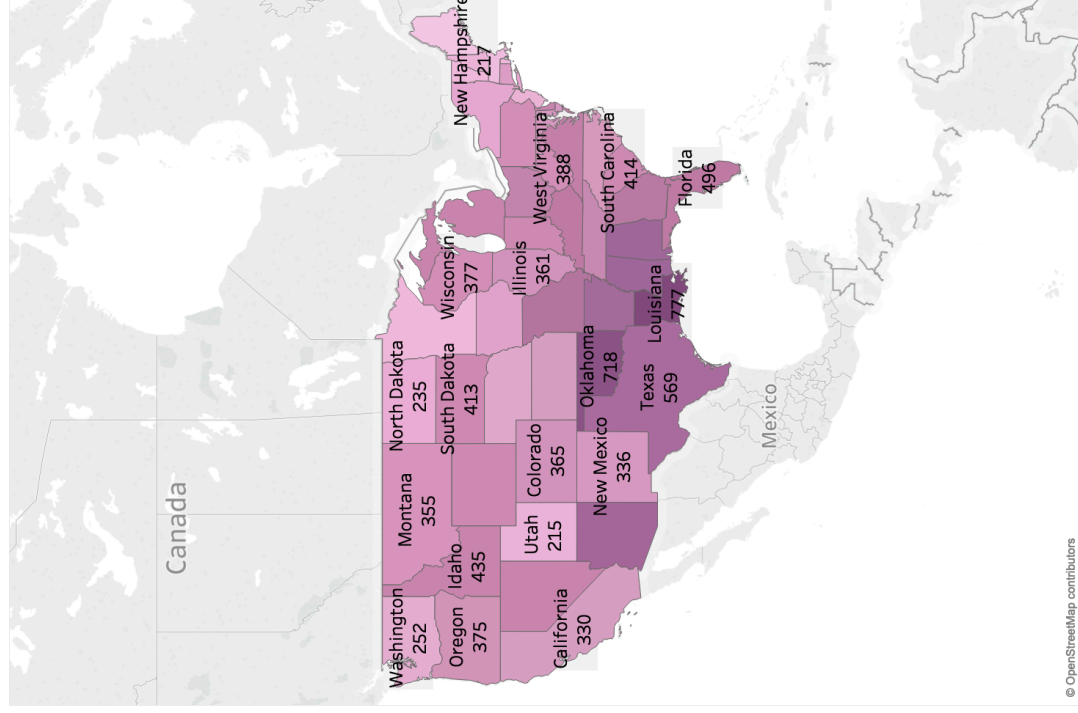 Canada
Washington
252
Oregon
375
California
330
Idaho
435
Montana
355
Utah
215
Colorado
365
New Mexico
336
North Dakota
235
South Dakota
413
Oklahoma
718
Texas
569
Wisconsin
377
Illinois
361
Louisiana
777
West Virginia
388
South Carolina
414
Florida
496
New Hampshire
217
Mexico
© OpenStreetMap contributors